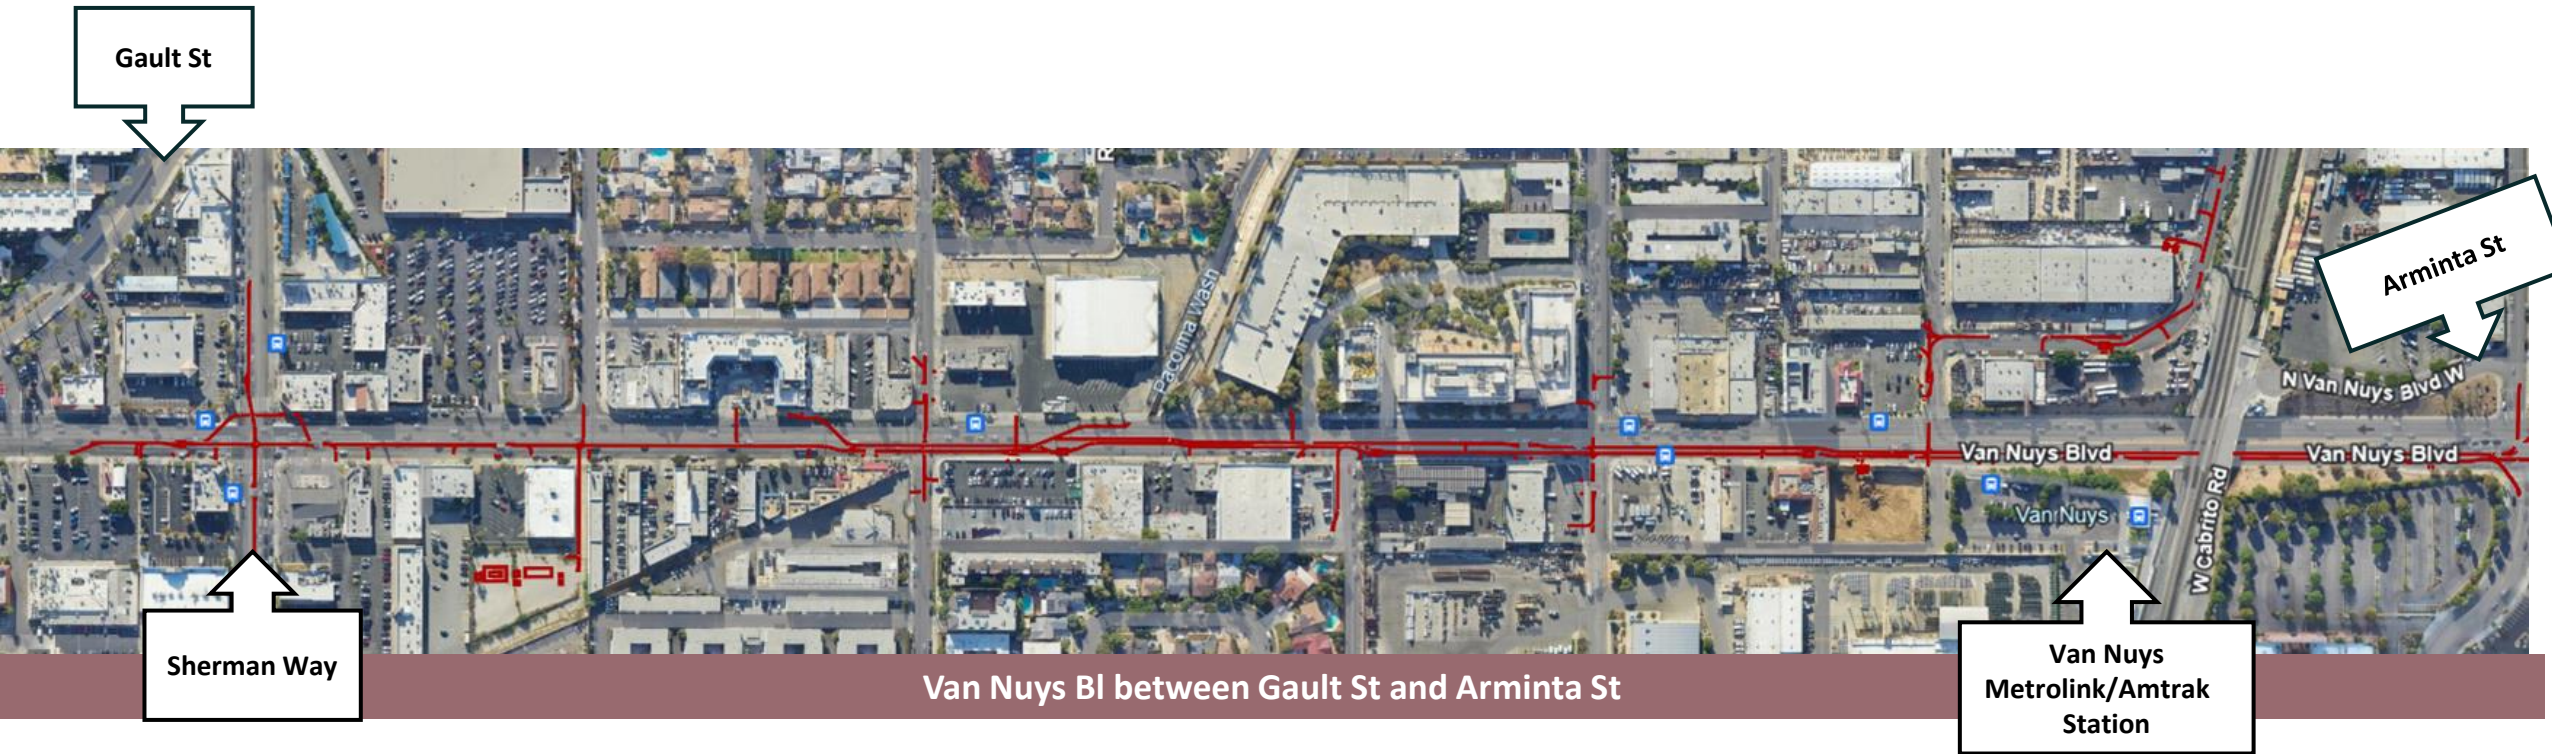 Gault St
Arminta St
Pacoima Wash
N Van Nuys Blvd W
Van Nuys Blvd
Van Nuys Blvd
Van Nuys
W Cabrito Rd
Sherman Way
Van Nuys Bl between Gault St and Arminta St
Van Nuys
Metrolink/Amtrak
Station